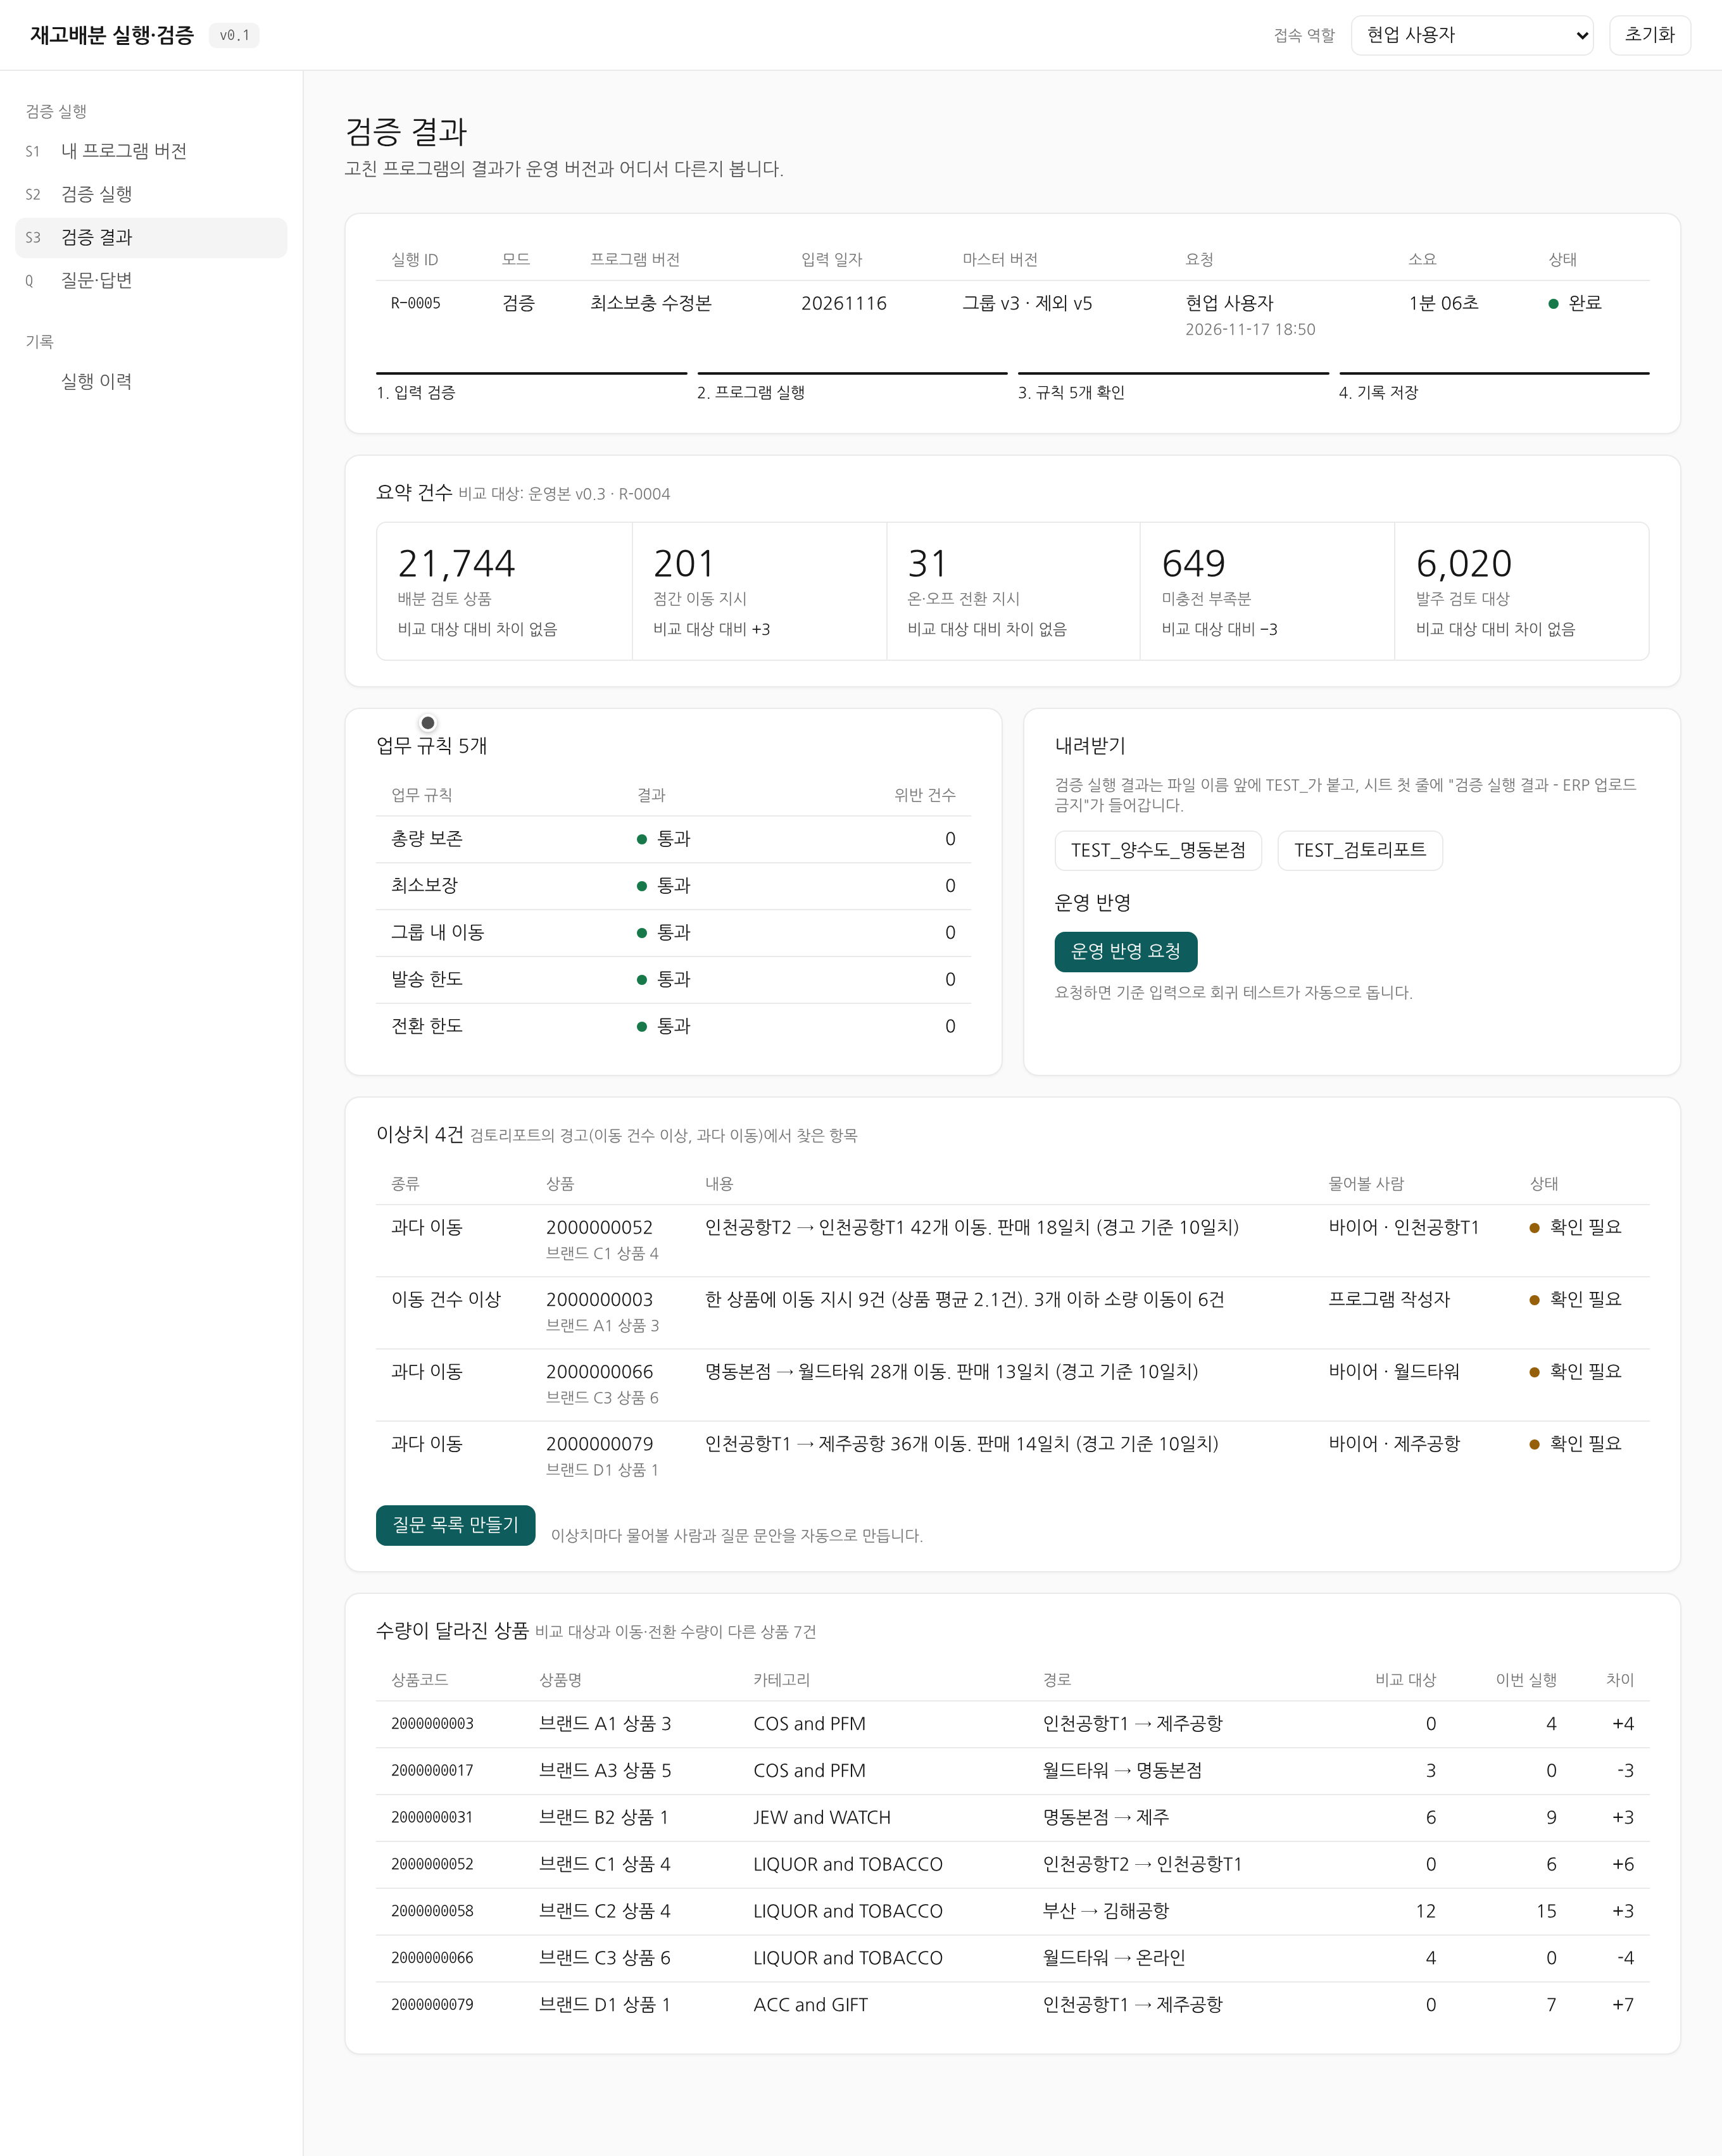 재고배분 실행·검증 v0.1 접속 역할 현업 사용자 초기화
검증 실행
S1 내 프로그램 버전
S2 검증 실행
S3 검증 결과
Q 질문·답변
기록
실행 이력
검증 결과
고친 프로그램의 결과가 운영 버전과 어디서 다른지 봅니다.
실행 ID 모드 프로그램 버전 입력 일자 마스터 버전 요청 소요 상태
R-0005 검증 최소보충 수정본 20261116 그룹 v3 · 제외 v5 현업 사용자 1분 06초 완료
2026-11-17 18:50
1. 입력 검증 2. 프로그램 실행 3. 규칙 5개 확인 4. 기록 저장
요약 건수 비교 대상: 운영본 v0.3 · R-0004
21,744 201 31 649 6,020
배분 검토 상품 점간 이동 지시 온·오프 전환 지시 미충전 부족분 발주 검토 대상
비교 대상 대비 차이 없음 비교 대상 대비 +3 비교 대상 대비 차이 없음 비교 대상 대비 −3 비교 대상 대비 차이 없음
업무 규칙 5개
업무 규칙 결과 위반 건수
총량 보존 통과 0
최소보장 통과 0
그룹 내 이동 통과 0
발송 한도 통과 0
전환 한도 통과 0
내려받기
검증 실행 결과는 파일 이름 앞에 TEST_가 붙고, 시트 첫 줄에 "검증 실행 결과 - ERP 업로드
금지"가 들어갑니다.
TEST_양수도_명동본점 TEST_검토리포트
운영 반영
운영 반영 요청
요청하면 기준 입력으로 회귀 테스트가 자동으로 돕니다.
이상치 4건 검토리포트의 경고(이동 건수 이상, 과다 이동)에서 찾은 항목
종류 상품 내용 물어볼 사람 상태
과다 이동 2000000052 인천공항T2 → 인천공항T1 42개 이동. 판매 18일치 (경고 기준 10일치) 바이어 · 인천공항T1 확인 필요
브랜드 C1 상품 4
이동 건수 이상 2000000003 한 상품에 이동 지시 9건 (상품 평균 2.1건). 3개 이하 소량 이동이 6건 프로그램 작성자 확인 필요
브랜드 A1 상품 3
과다 이동 2000000066 명동본점 → 월드타워 28개 이동. 판매 13일치 (경고 기준 10일치) 바이어 · 월드타워 확인 필요
브랜드 C3 상품 6
과다 이동 2000000079 인천공항T1 → 제주공항 36개 이동. 판매 14일치 (경고 기준 10일치) 바이어 · 제주공항 확인 필요
브랜드 D1 상품 1
질문 목록 만들기 이상치마다 물어볼 사람과 질문 문안을 자동으로 만듭니다.
수량이 달라진 상품 비교 대상과 이동·전환 수량이 다른 상품 7건
상품코드 상품명 카테고리 경로 비교 대상 이번 실행 차이
2000000003 브랜드 A1 상품 3 COS and PFM 인천공항T1 → 제주공항 0 4 +4
2000000017 브랜드 A3 상품 5 COS and PFM 월드타워 → 명동본점 3 0 -3
2000000031 브랜드 B2 상품 1 JEW and WATCH 명동본점 → 제주 6 9 +3
2000000052 브랜드 C1 상품 4 LIQUOR and TOBACCO 인천공항T2 → 인천공항T1 0 6 +6
2000000058 브랜드 C2 상품 4 LIQUOR and TOBACCO 부산 → 김해공항 12 15 +3
2000000066 브랜드 C3 상품 6 LIQUOR and TOBACCO 월드타워 → 온라인 4 0 -4
2000000079 브랜드 D1 상품 1 ACC and GIFT 인천공항T1 → 제주공항 0 7 +7